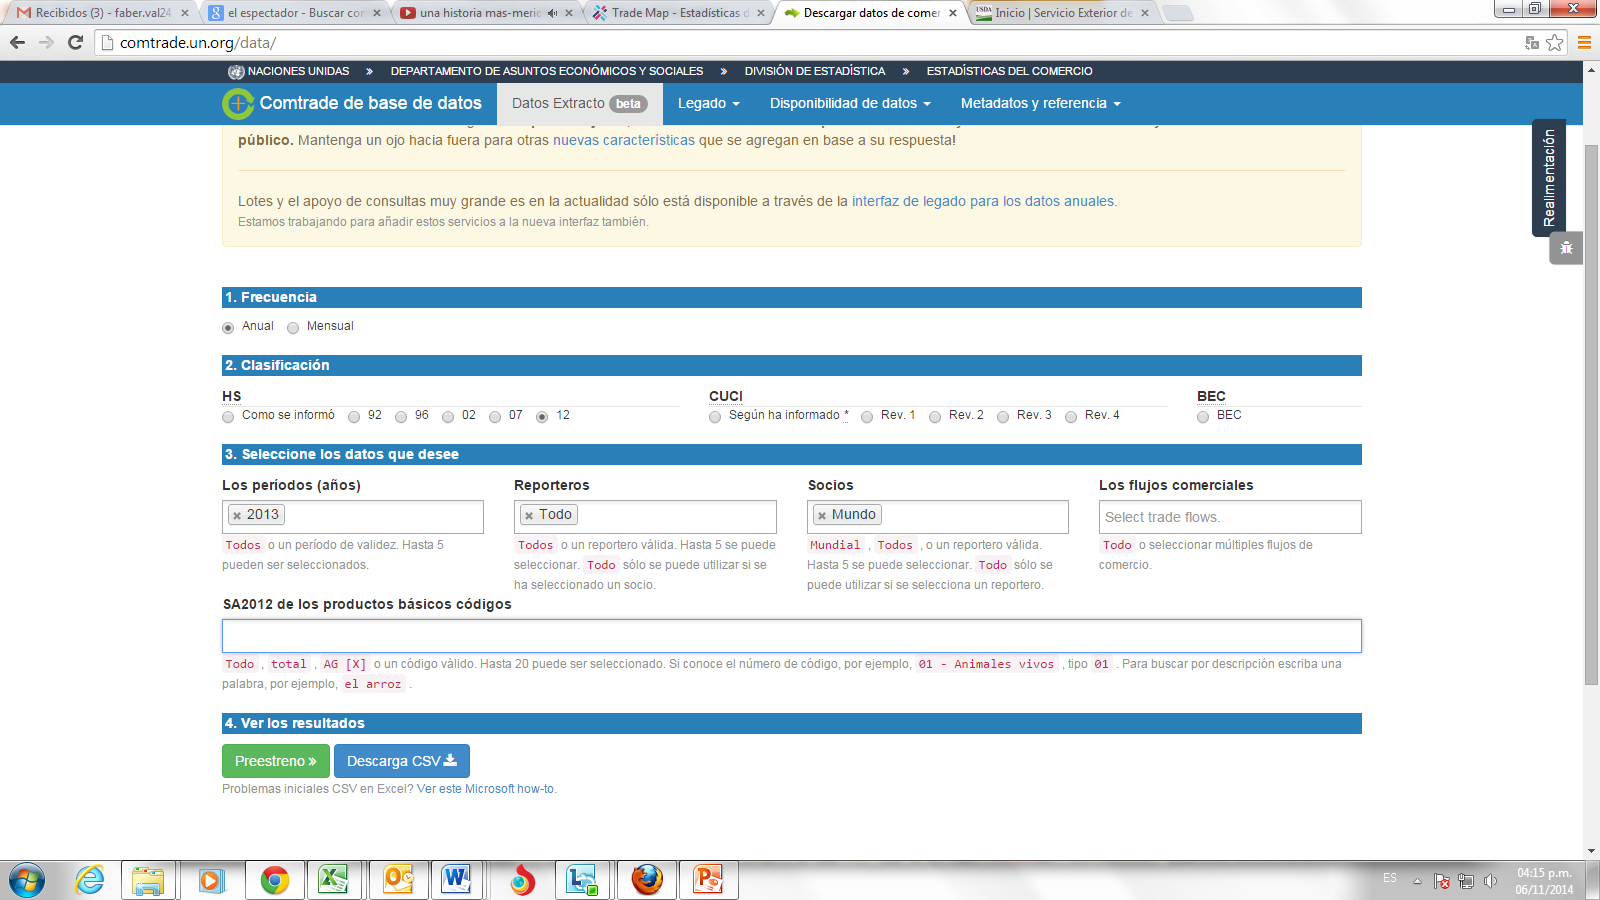 Recibidos (3) - faber.val24
el espectador - Buscar con
una historia mas-meric
Trade Map - Estadísticas d
Descargar datos de comer
USDA Inicio | Servicio Exterior de
comtrade.un.org/data/
NACIONES UNIDAS » DEPARTAMENTO DE ASUNTOS ECONÓMICOS Y SOCIALES » DIVISIÓN DE ESTADÍSTICA » ESTADÍSTICAS DEL COMERCIO
Comtrade de base de datos Datos Extracto beta Legado Disponibilidad de datos Metadatos y referencia
público. Mantenga un ojo hacia fuera para otras nuevas características que se agregan en base a su respuesta!
Realimentación
Lotes y el apoyo de consultas muy grande es en la actualidad sólo está disponible a través de la interfaz de legado para los datos anuales.
Estamos trabajando para añadir estos servicios a la nueva interfaz también.
1. Frecuencia
Anual Mensual
2. Clasificación
HS
Como se informó 92 96 02 07 12
CUCI
Según ha informado * Rev. 1 Rev. 2 Rev. 3 Rev. 4
BEC
BEC
3. Seleccione los datos que desee
Los períodos (años)
× 2013
Todos o un período de validez. Hasta 5
pueden ser seleccionados.
Reporteros
× Todo
Todos o un reportero válida. Hasta 5 se puede
seleccionar. Todo sólo se puede utilizar si se
ha seleccionado un socio.
Socios
× Mundo
Mundial , Todos , o un reportero válida.
Hasta 5 se puede seleccionar. Todo sólo se
puede utilizar si se selecciona un reportero.
Los flujos comerciales
Select trade flows.
Todo o seleccionar múltiples flujos de
comercio.
SA2012 de los productos básicos códigos
Todo , total , AG [X] o un código válido. Hasta 20 puede ser seleccionado. Si conoce el número de código, por ejemplo, 01 - Animales vivos , tipo 01 . Para buscar por descripción escriba una
palabra, por ejemplo, el arroz .
4. Ver los resultados
Preestreno » Descarga CSV
Problemas iniciales CSV en Excel? Ver este Microsoft how-to.
ES
04:15 p.m.
06/11/2014